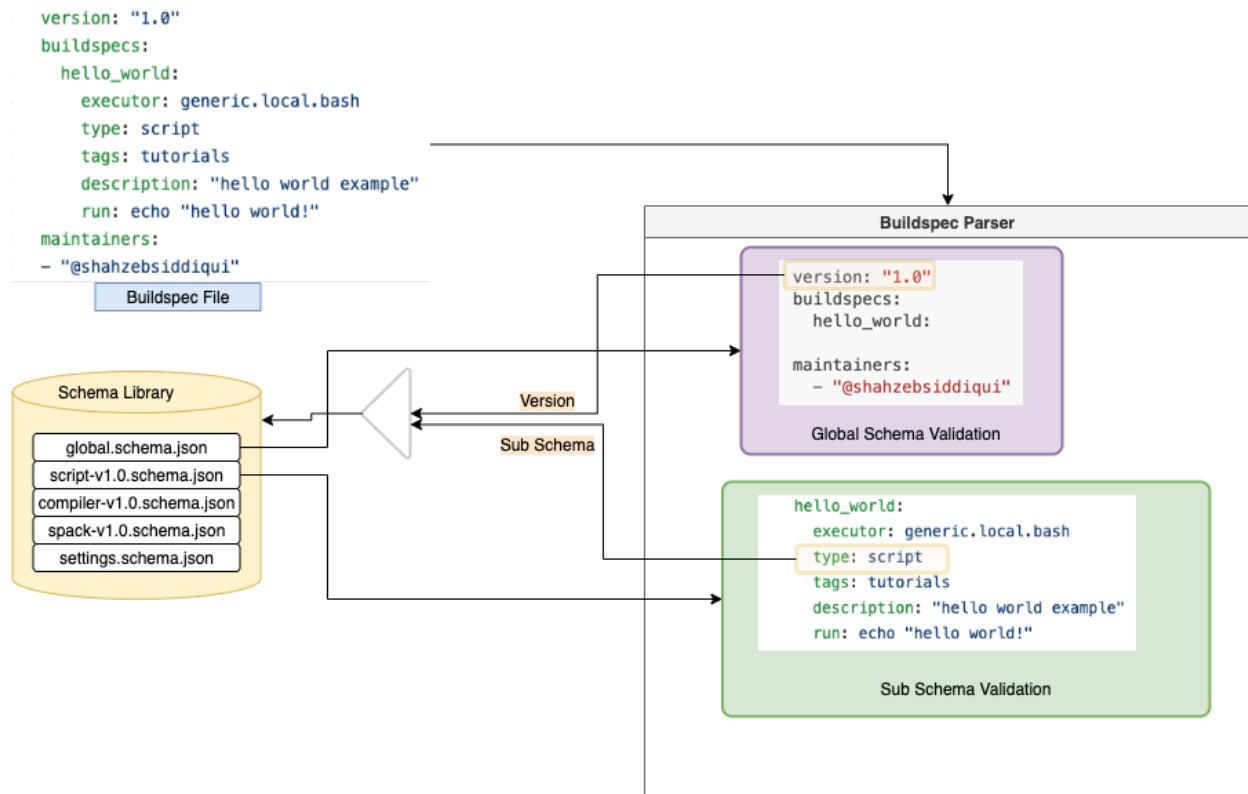 version: "1.0"
buildspecs:
  hello_world:
    executor: generic.local.bash
    type: script
    tags: tutorials
    description: "hello world example"
    run: echo "hello world!"
maintainers:
– "@shahzebsiddiqui"
Buildspec File
Schema Library
global.schema.json
script-v1.0.schema.json
compiler-v1.0.schema.json
spack-v1.0.schema.json
settings.schema.json
Version
Sub Schema
Buildspec Parser
version: "1.0"
buildspecs:
  hello_world:
maintainers:
  – "@shahzebsiddiqui"
Global Schema Validation
hello_world:
  executor: generic.local.bash
  type: script
  tags: tutorials
  description: "hello world example"
  run: echo "hello world!"
Sub Schema Validation